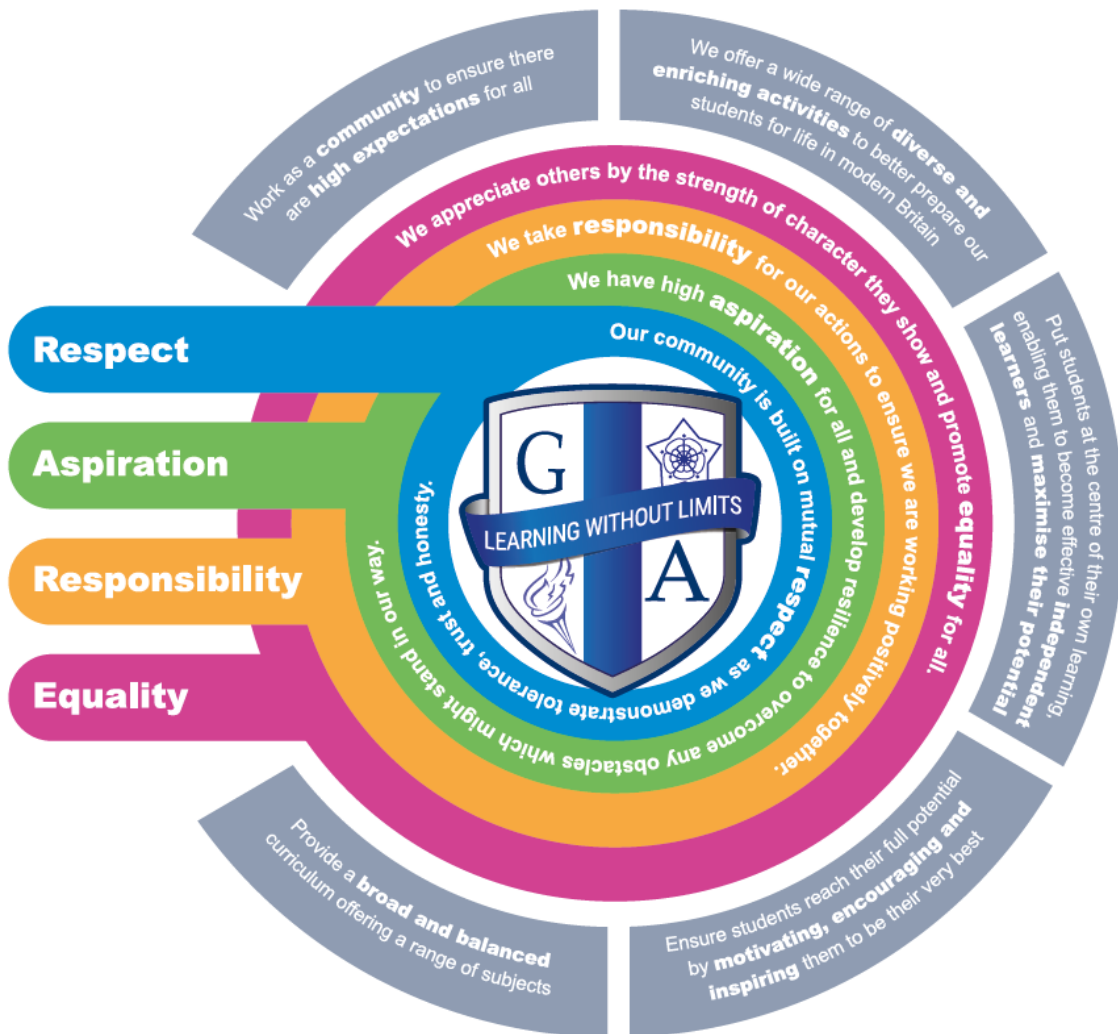 Work as a community to ensure there
are high expectations for all
We offer a wide range of diverse and
enriching activities to better prepare our
students for life in modern Britain
Put students at the centre of their own learning,
enabling them to become effective independent
learners and maximise their potential
Ensure students reach their full potential
by motivating, encouraging and
inspiring them to be their very best
Provide a broad and balanced
curriculum offering a range of subjects
Respect
Our community is built on mutual respect as we demonstrate tolerance, trust and honesty.
Aspiration
We have high aspiration for all and develop resilience to overcome any obstacles which might stand in our way.
Responsibility
We take responsibility for our actions to ensure we are working positively together.
Equality
We appreciate others by the strength of character they show and promote equality for all.
G
LEARNING WITHOUT LIMITS
A